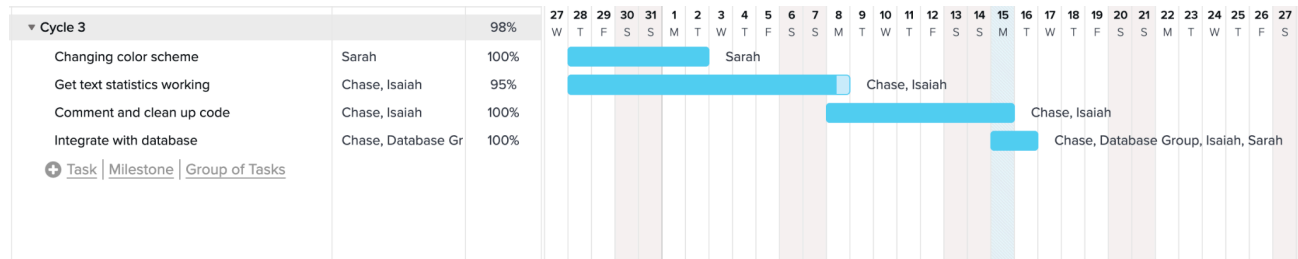 27 28 29 30 31 1 2 3 4 5 6 7 8 9 10 11 12 13 14 15 16 17 18 19 20 21 22 23 24 25 26 27
Cycle 3 98% W T F S S M T W T F S S M T W T F S S M T W T F S S M T W T F S
Changing color scheme Sarah 100% Sarah
Get text statistics working Chase, Isaiah 95% Chase, Isaiah
Comment and clean up code Chase, Isaiah 100% Chase, Isaiah
Integrate with database Chase, Database Gr 100% Chase, Database Group, Isaiah, Sarah
Task Milestone Group of Tasks